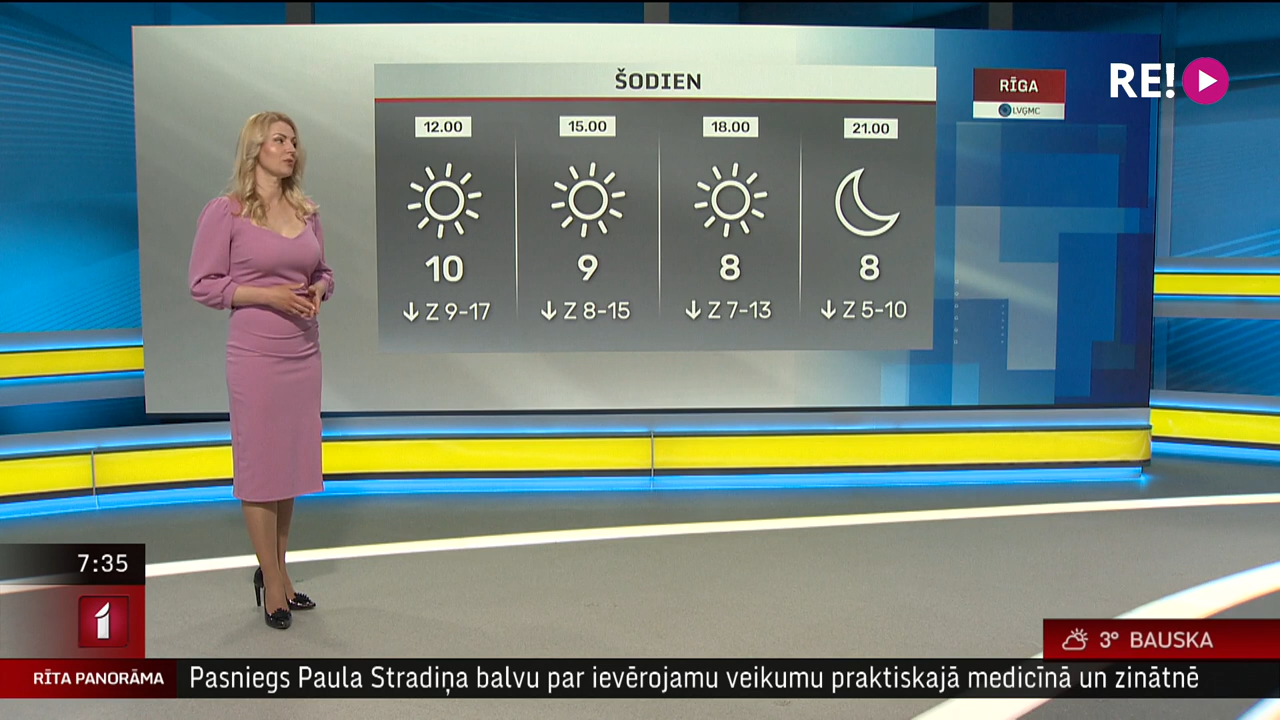 RE!
ŠODIEN
RĪGA
LVĢMC
12.00
15.00
18.00
21.00
10
9
8
8
Z 9-17
Z 8-15
Z 7-13
Z 5-10
7:35
1
3° BAUSKA
RĪTA PANORĀMA
Pasniegs Paula Stradiņa balvu par ievērojamu veikumu praktiskajā medicīnā un zinātnē